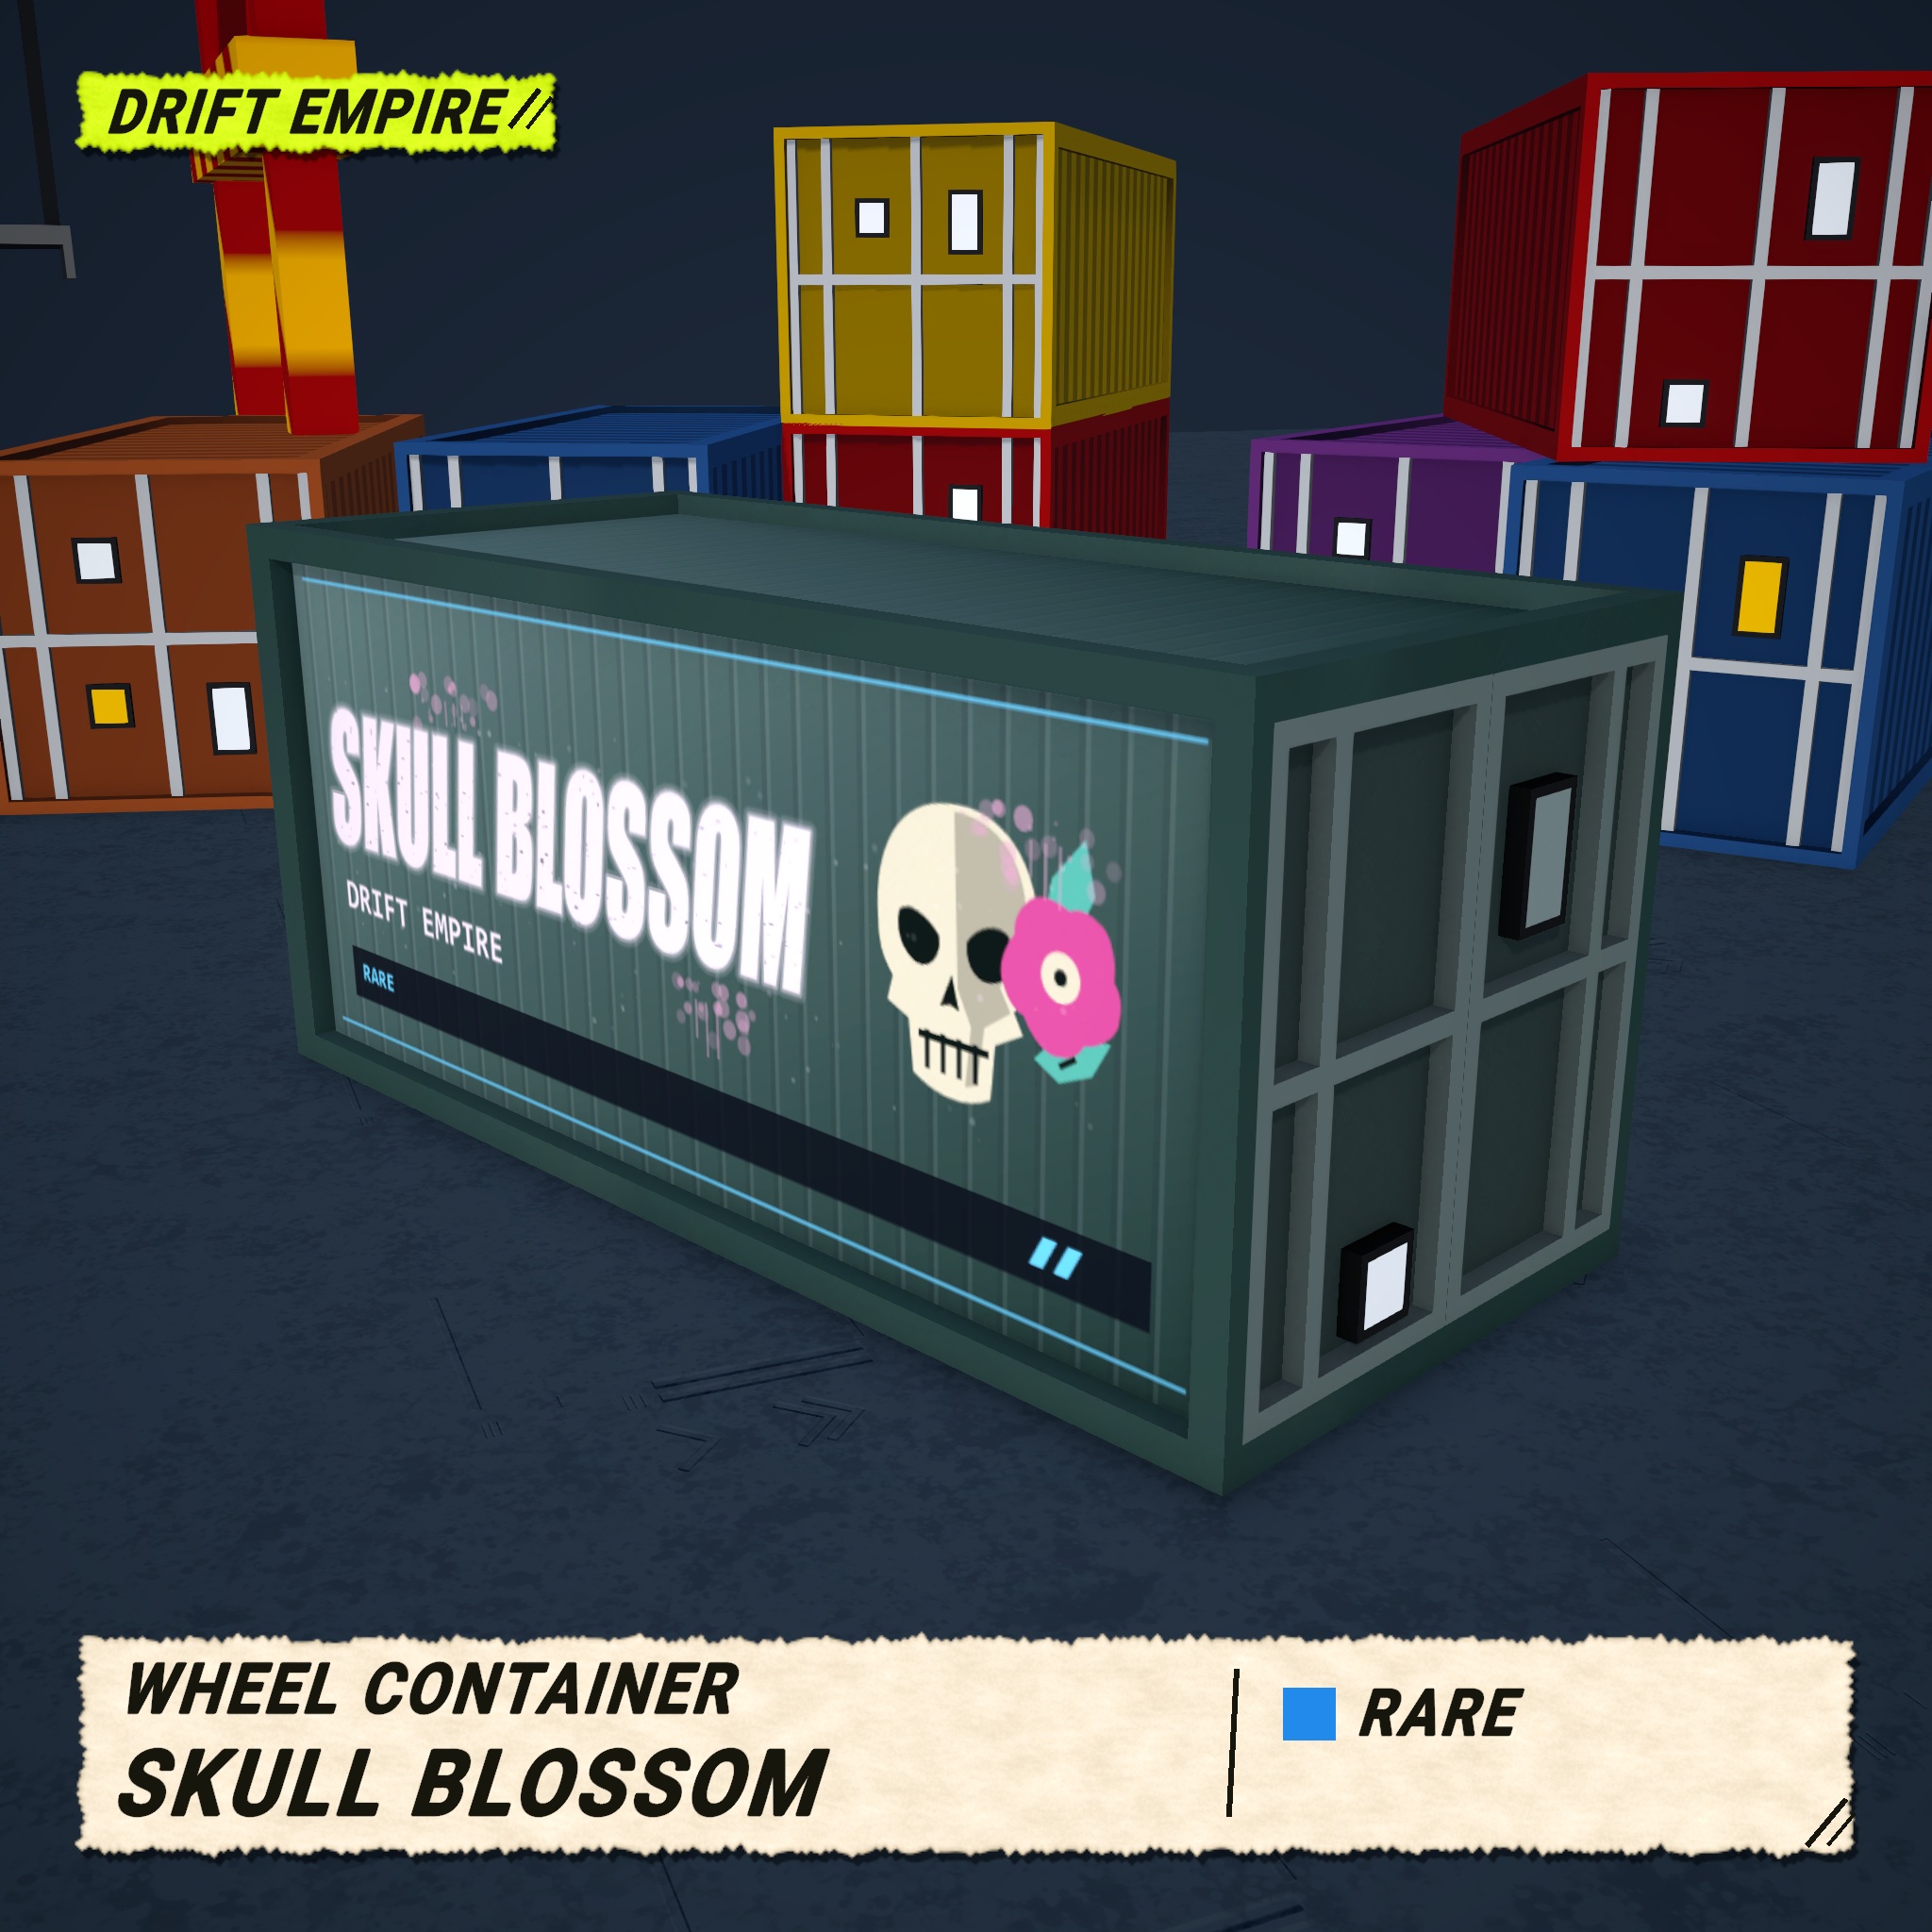 DRIFT EMPIRE//
SKULL BLOSSOM
DRIFT EMPIRE
RARE
WHEEL CONTAINER
SKULL BLOSSOM
RARE